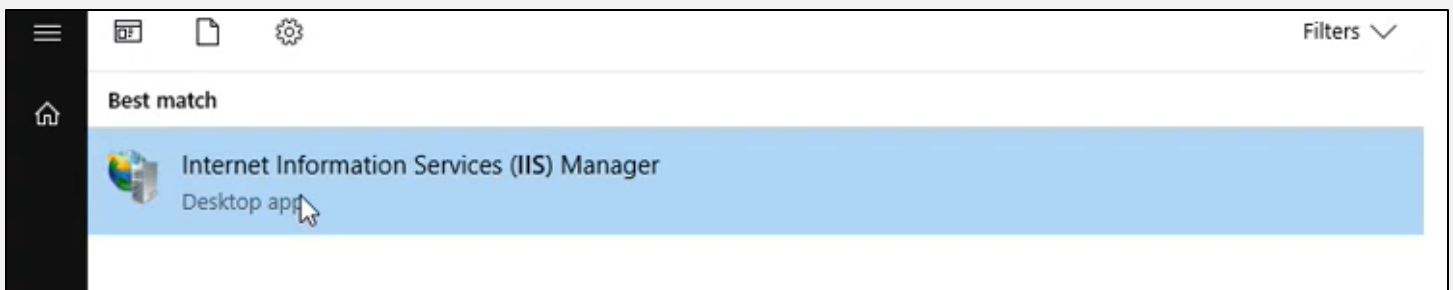 Filters
Best match
Internet Information Services (IIS) Manager
Desktop app